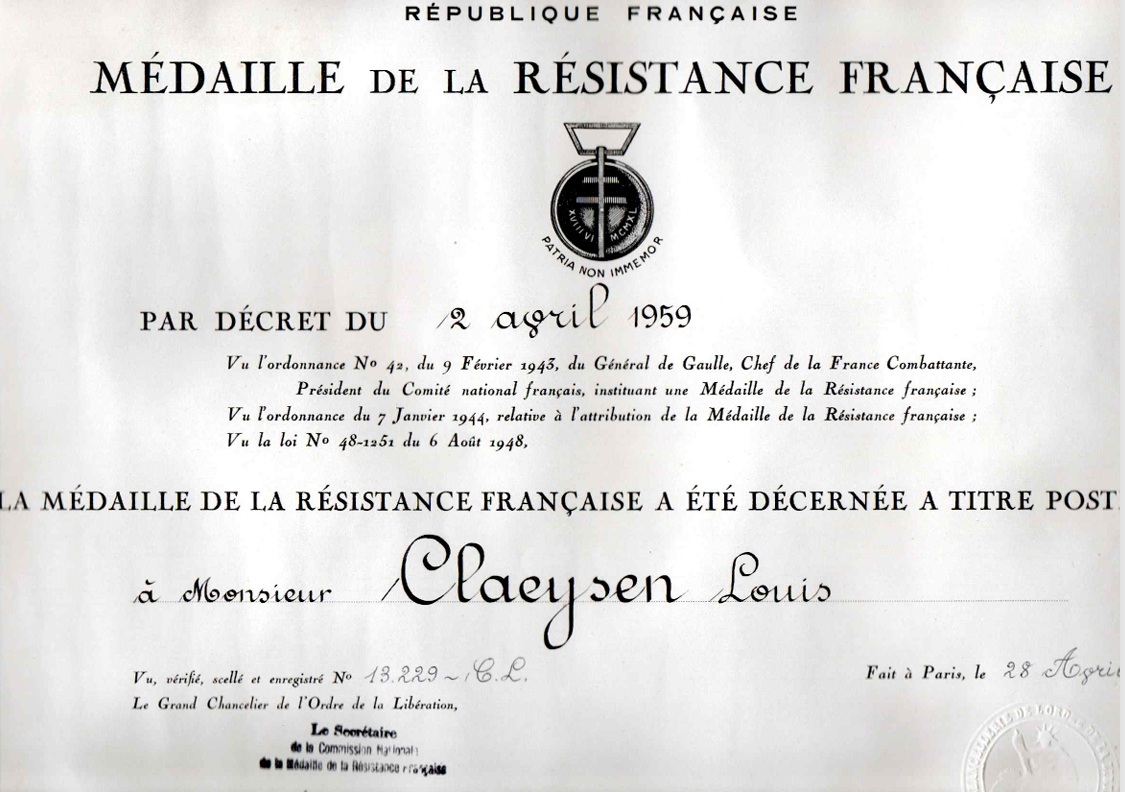 RÉPUBLIQUE FRANÇAISE
MÉDAILLE DE LA RÉSISTANCE FRANÇAISE
XVIII VI MCMXL
PATRIA NON IMMEMOR
PAR DÉCRET DU 2 avril 1959
Vu l'ordonnance Nº 42, du 9 Février 1943, du Général de Gaulle, Chef de la France Combattante,
Président du Comité national français, instituant une Médaille de la Résistance française ;
Vu l'ordonnance du 7 Janvier 1944, relative à l'attribution de la Médaille de la Résistance française ;
Vu la loi Nº 48-1251 du 6 Août 1948,
LA MÉDAILLE DE LA RÉSISTANCE FRANÇAISE A ÉTÉ DÉCERNÉE A TITRE POST
à Monsieur Claeysen Louis
Vu, vérifié, scellé et enregistré Nº 13.229 ~ C.L.
Fait à Paris, le 28 Avri
Le Grand Chancelier de l'Ordre de la Libération,
Le Secrétaire
de la Commission Nationale
de la Médaille de la Résistance Française